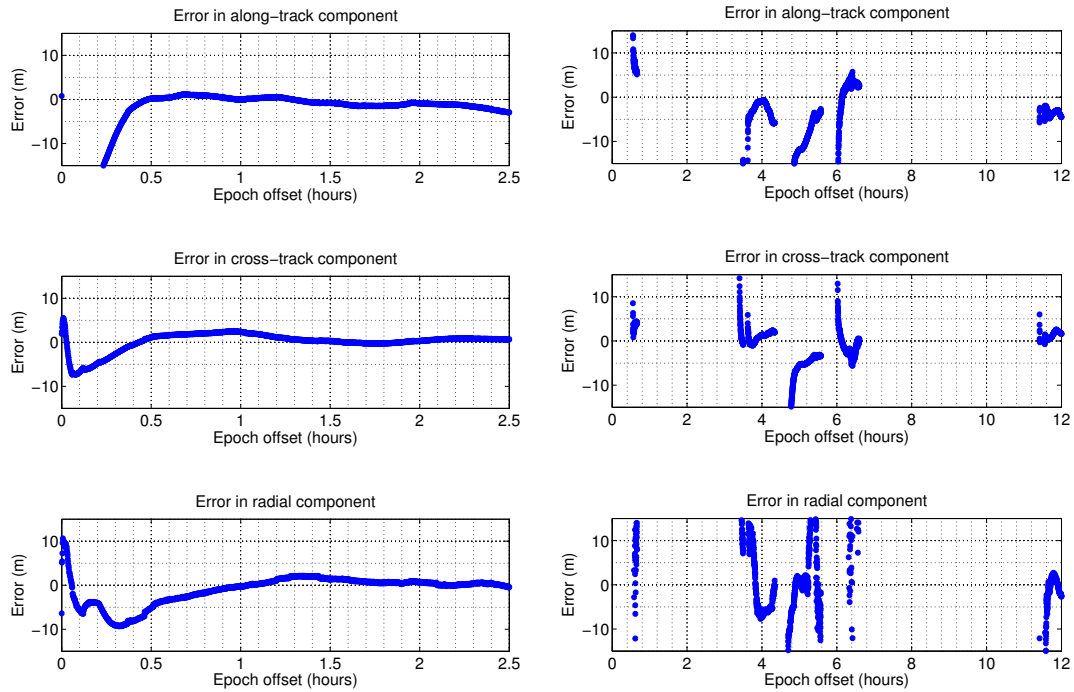 Error in along−track component
Error (m)
10
0
−10
0 0.5 1 1.5 2 2.5
Epoch offset (hours)
Error in along−track component
Error (m)
10
0
−10
0 2 4 6 8 10 12
Epoch offset (hours)
Error in cross−track component
Error (m)
10
0
−10
0 0.5 1 1.5 2 2.5
Epoch offset (hours)
Error in cross−track component
Error (m)
10
0
−10
0 2 4 6 8 10 12
Epoch offset (hours)
Error in radial component
Error (m)
10
0
−10
0 0.5 1 1.5 2 2.5
Epoch offset (hours)
Error in radial component
Error (m)
10
0
−10
0 2 4 6 8 10 12
Epoch offset (hours)